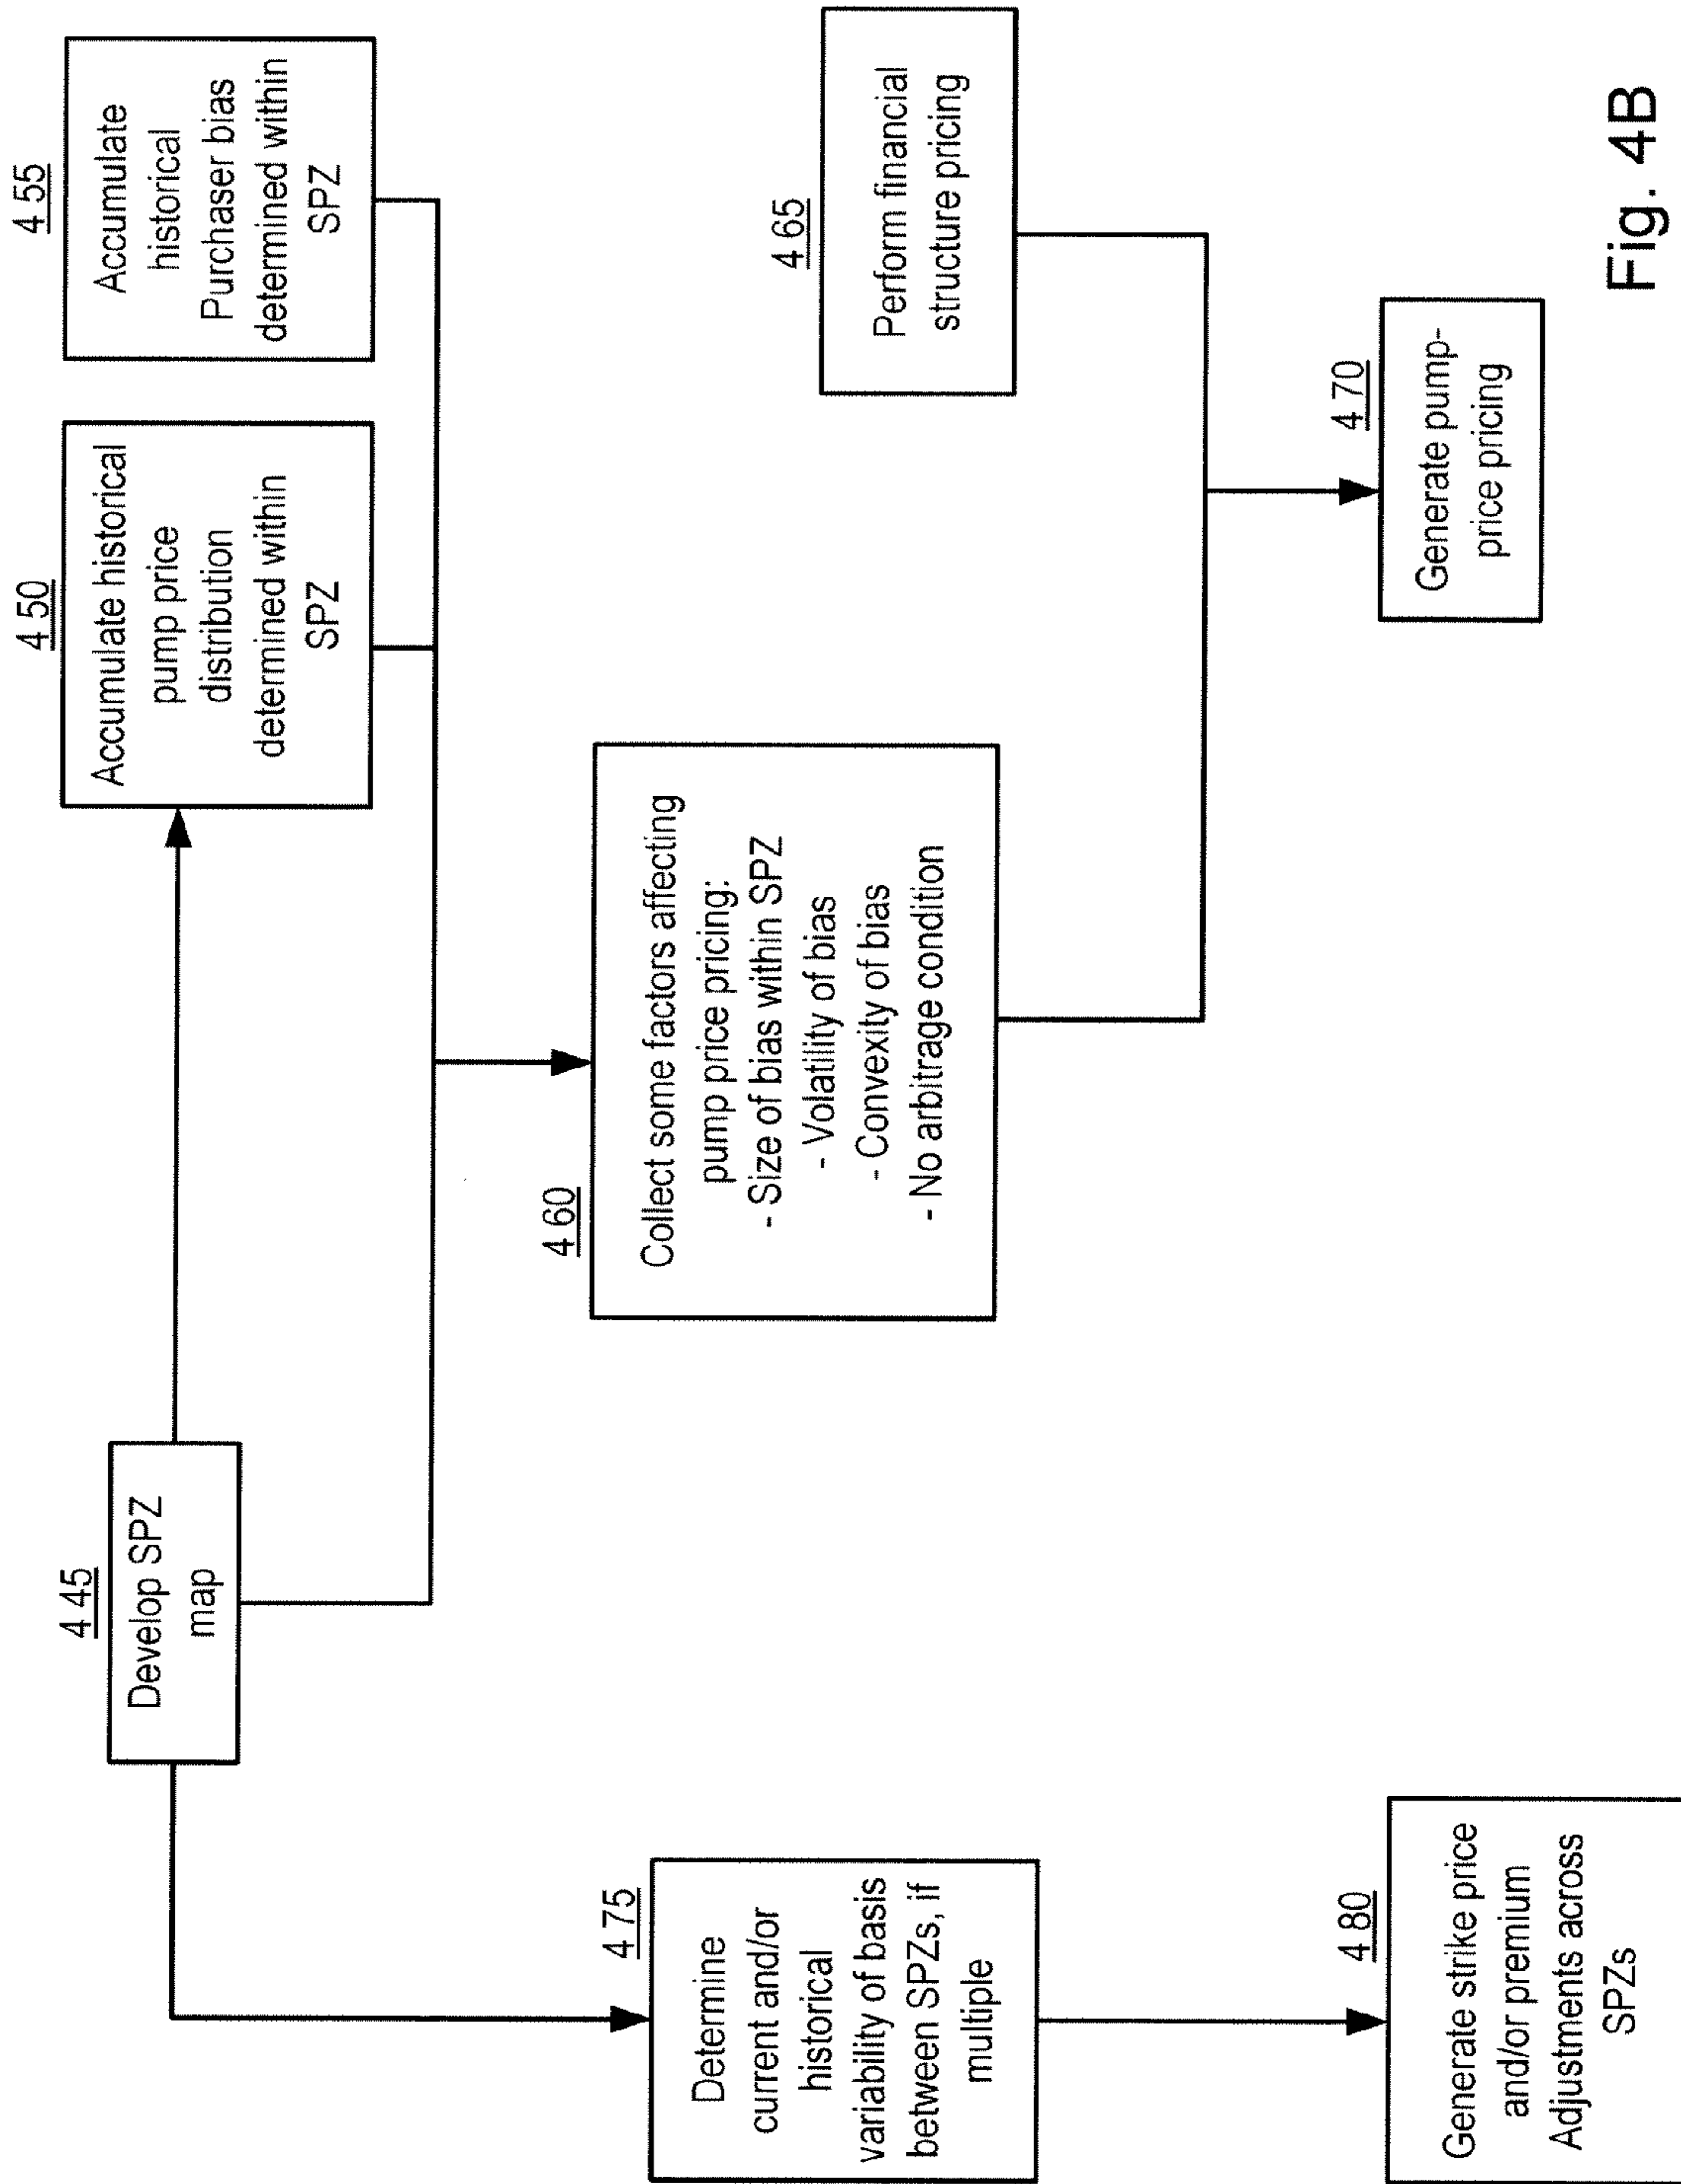 4 45
Develop SPZ
map
4 50
Accumulate historical
pump price
distribution
determined within
SPZ
4 55
Accumulate
historical
Purchaser bias
determined within
SPZ
4 75
Determine
current and/or
historical
variability of basis
between SPZs, if
multiple
4 60
Collect some factors affecting
pump price pricing:
- Size of bias within SPZ
- Volatility of bias
- Convexity of bias
- No arbitrage condition
4 65
Perform financial
structure pricing
4 80
Generate strike price
and/or premium
Adjustments across
SPZs
4 70
Generate pump-
price pricing
Fig. 4B